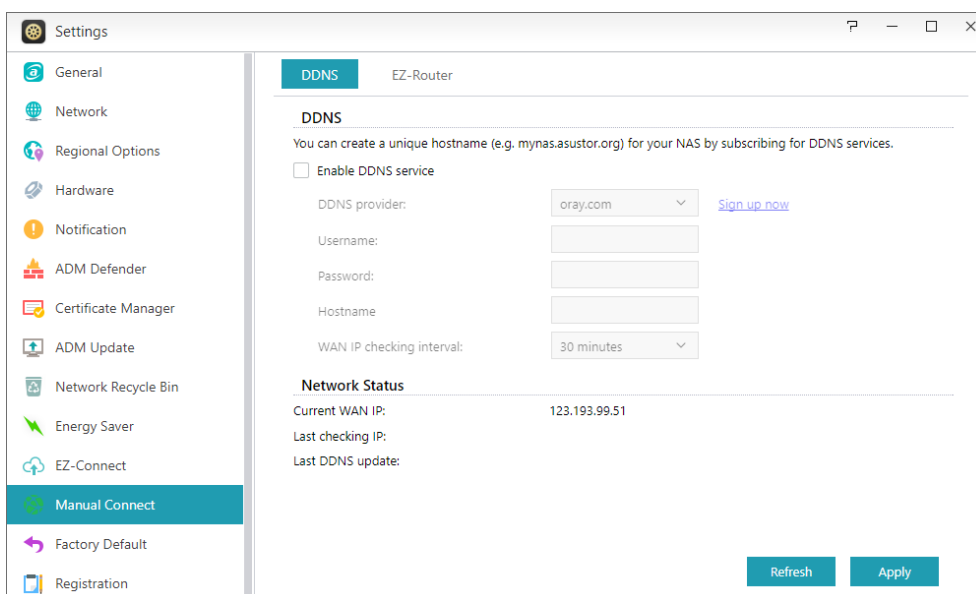 Settings
General
Network
Regional Options
Hardware
Notification
ADM Defender
Certificate Manager
ADM Update
Network Recycle Bin
Energy Saver
EZ-Connect
Manual Connect
Factory Default
Registration
DDNS
EZ-Router
DDNS
You can create a unique hostname (e.g. mynas.asustor.org) for your NAS by subscribing for DDNS services.
Enable DDNS service
DDNS provider: oray.com Sign up now
Username:
Password:
Hostname
WAN IP checking interval: 30 minutes
Network Status
Current WAN IP: 123.193.99.51
Last checking IP:
Last DDNS update:
Refresh
Apply